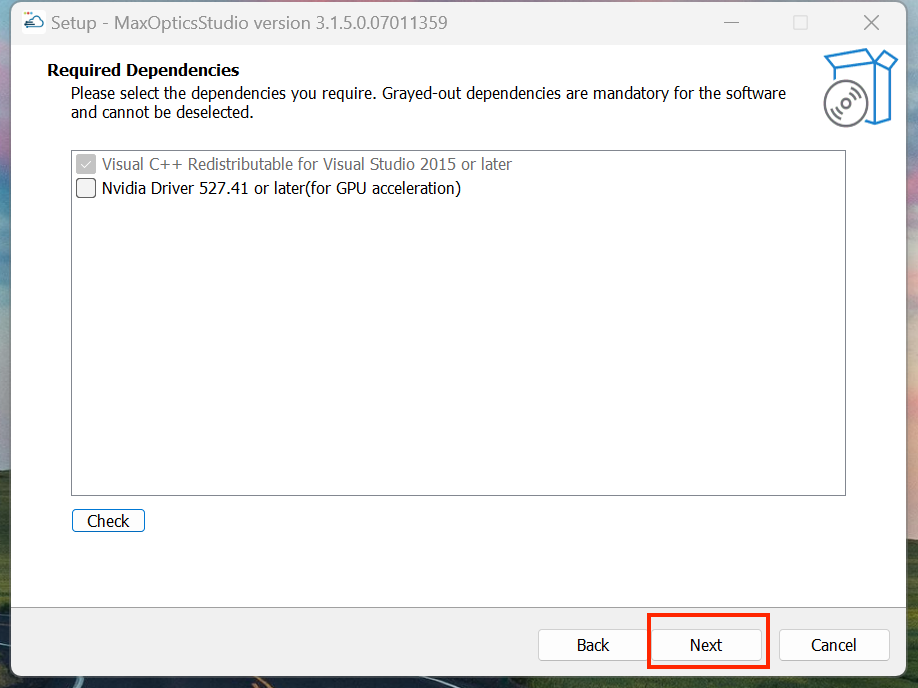 Setup - MaxOpticsStudio version 3.1.5.0.07011359
Required Dependencies
Please select the dependencies you require. Grayed-out dependencies are mandatory for the software
and cannot be deselected.
Visual C++ Redistributable for Visual Studio 2015 or later
Nvidia Driver 527.41 or later(for GPU acceleration)
Check
Back
Next
Cancel